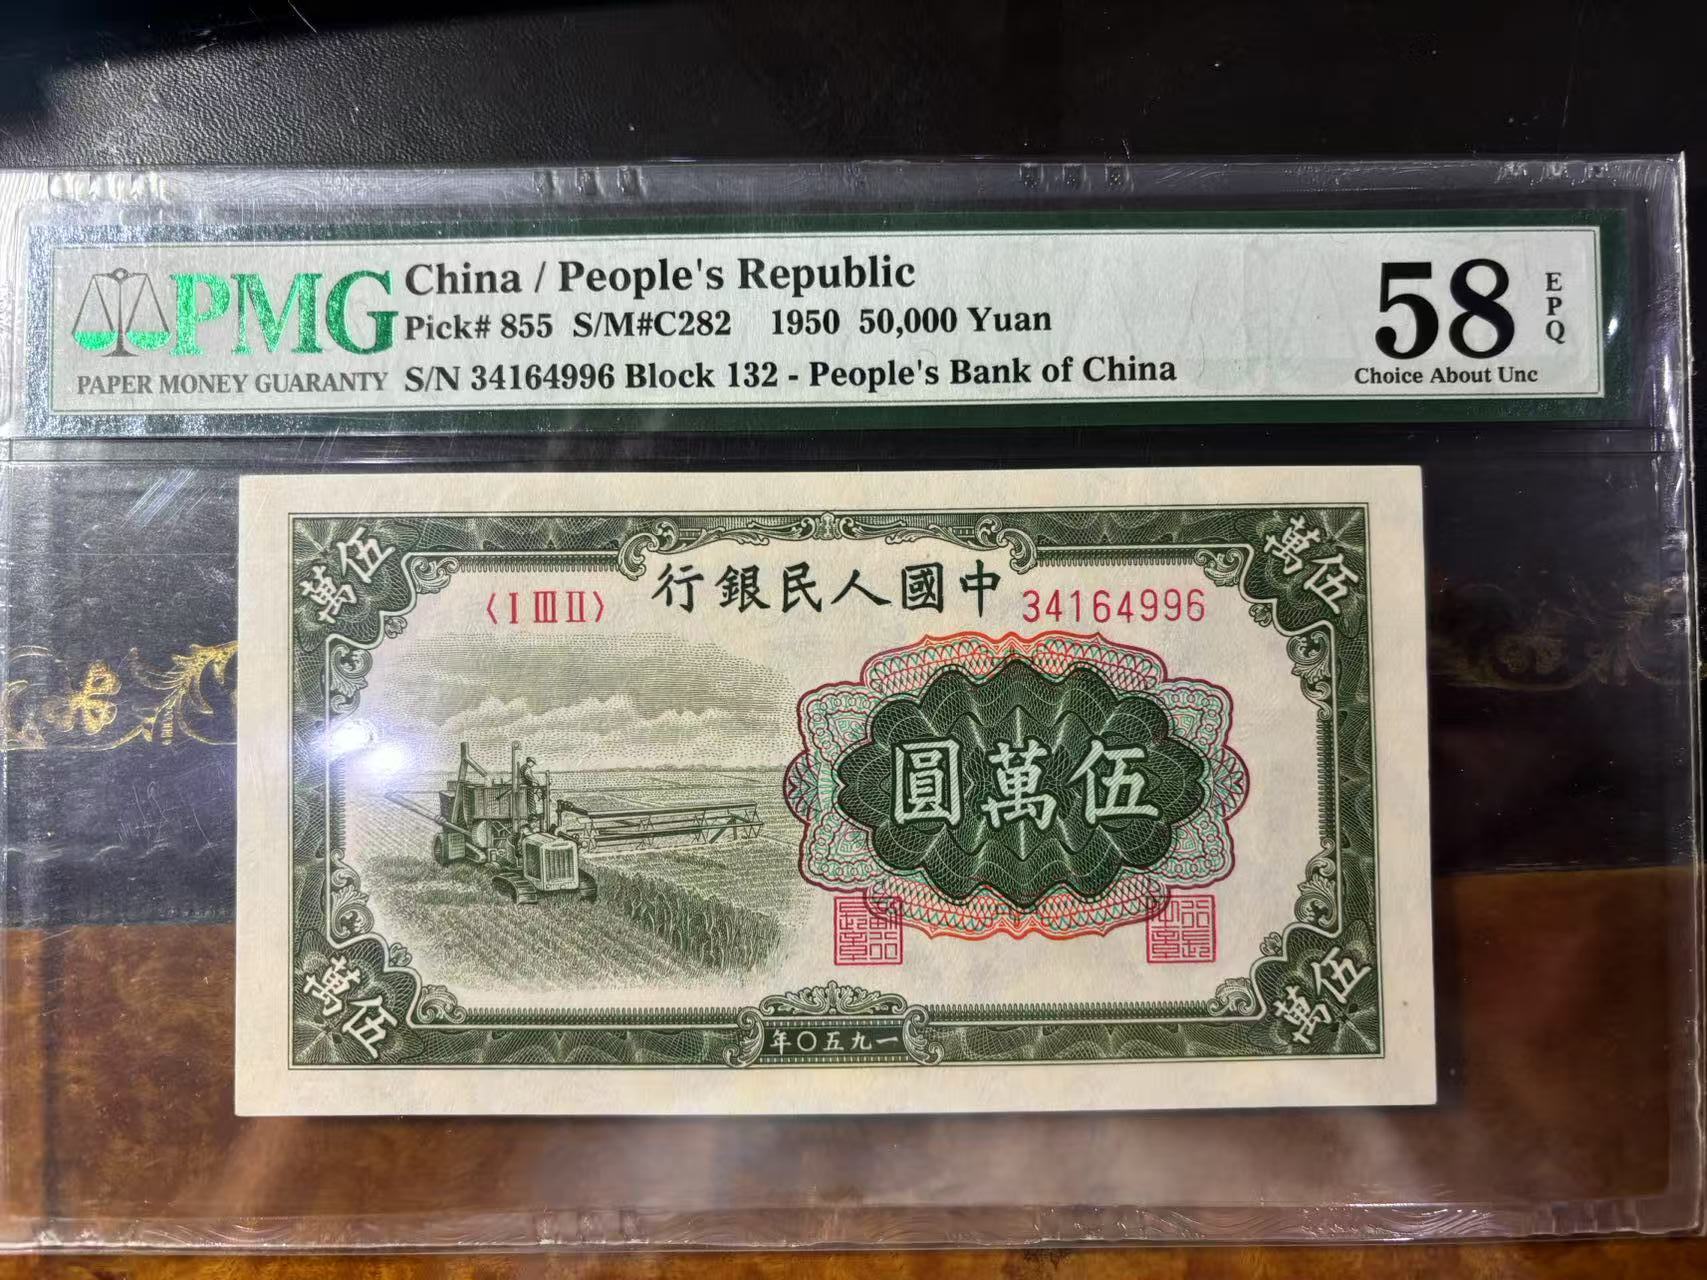 PMG
PAPER MONEY GUARANTY
China / People's Republic
Pick# 855 S/M#C282 1950 50,000 Yuan
S/N 34164996 Block 132 - People's Bank of China
58
EPQ
Choice About Unc
伍萬
伍萬
中國人民銀行
〈I III II〉
34164996
伍萬圓
伍萬
伍萬
一九五〇年